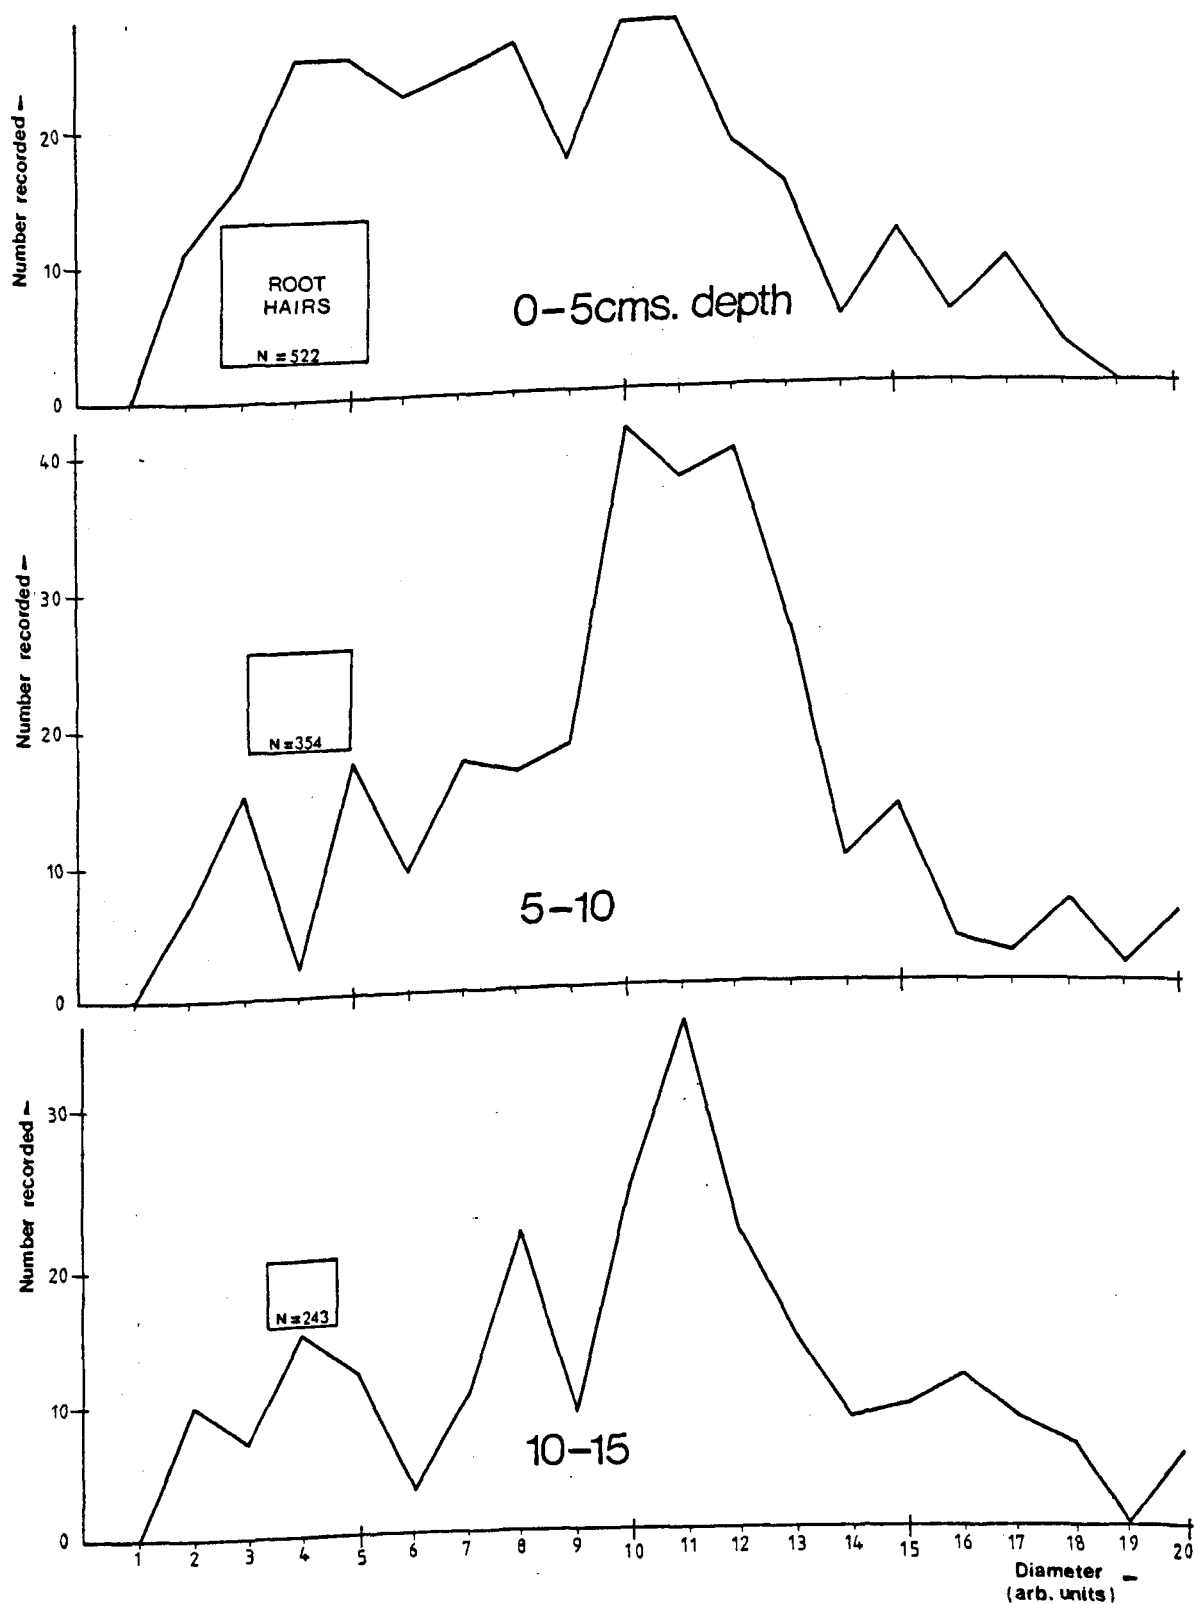 Number recorded
20
10
0
ROOT
HAIRS
N = 522
0-5cms. depth
Number recorded
40
30
20
10
0
N = 354
5-10
Number recorded
30
20
10
0
N = 243
10-15
1 2 3 4 5 6 7 8 9 10 11 12 13 14 15 16 17 18 19 20
Diameter
(arb. units)